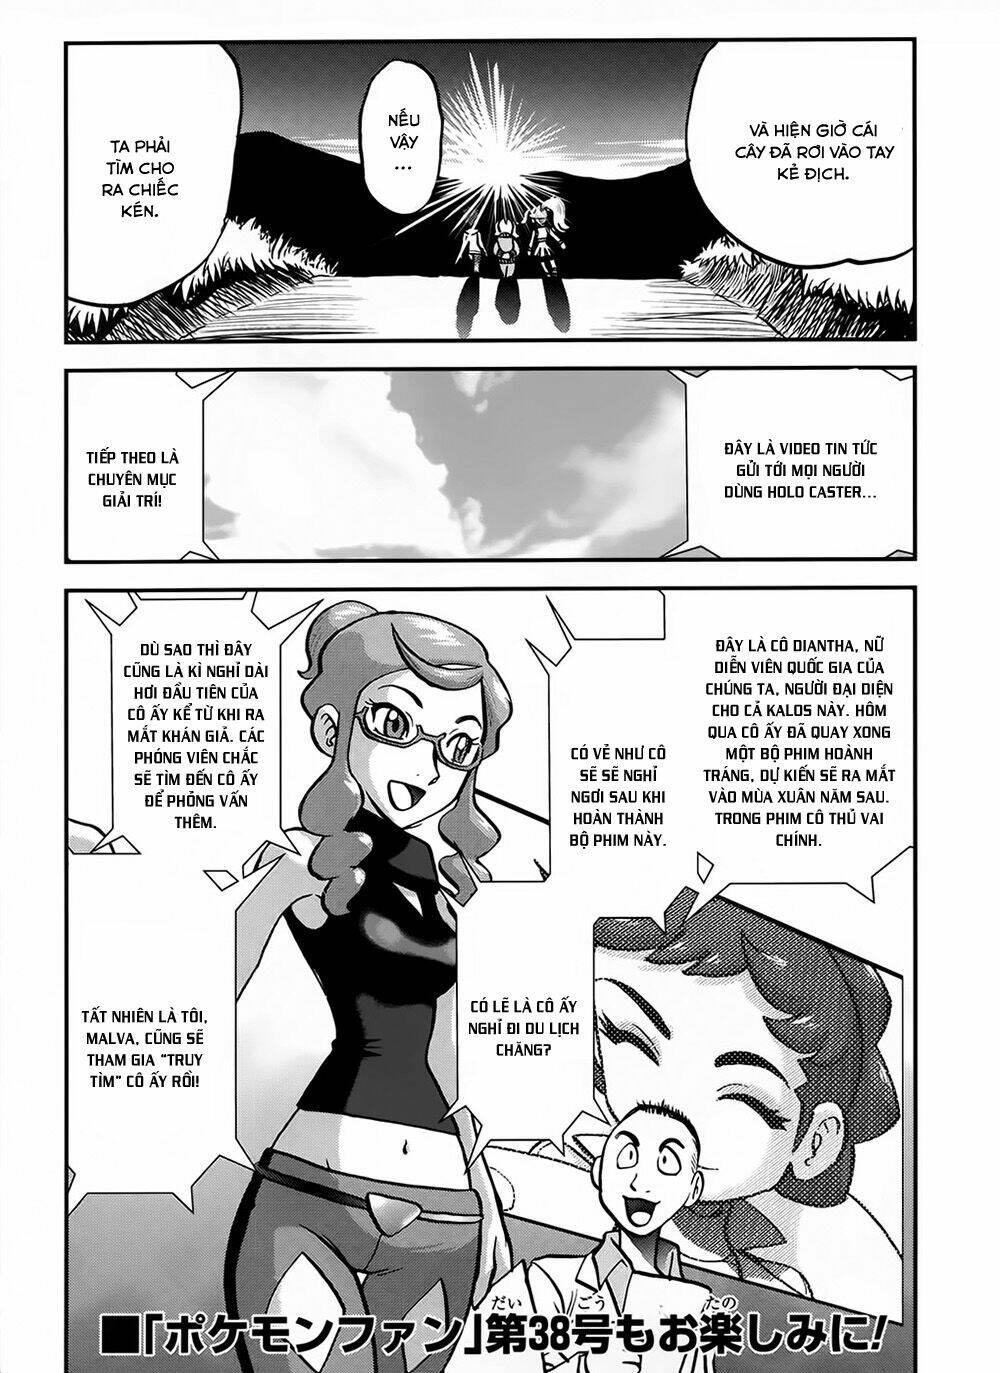 VÀ HIỆN GIỜ CÁI
CÂY ĐÃ RƠI VÀO TAY
KẺ ĐỊCH.
NẾU
VẬY
...
TA PHẢI
TÌM CHO
RA CHIẾC
KÉN.
ĐÂY LÀ VIDEO TIN TỨC
GỬI TỚI MỌI NGƯỜI
DÙNG HOLO CASTER...
TIẾP THEO LÀ
CHUYÊN MỤC
GIẢI TRÍ!
ĐÂY LÀ CÔ DIANTHA, NỮ
DIỄN VIÊN QUỐC GIA CỦA
CHÚNG TA, NGƯỜI ĐẠI DIỆN
CHO CẢ KALOS NÀY. HÔM
QUA CÔ ẤY ĐÃ QUAY XONG
MỘT BỘ PHIM HOÀNH
TRÁNG, DỰ KIẾN SẼ RA MẮT
VÀO MÙA XUÂN NĂM SAU.
TRONG PHIM CÔ THỦ VAI
CHÍNH.
CÓ VẺ NHƯ CÔ
SẼ SẼ NGHỈ
NGƠI SAU KHI
HOÀN THÀNH
BỘ PHIM NÀY.
DÙ SAO THÌ ĐÂY
CŨNG LÀ KÌ NGHỈ DÀI
HƠI ĐẦU TIÊN CỦA
CÔ ẤY KỂ TỪ KHI RA
MẮT KHÁN GIẢ. CÁC
PHÓNG VIÊN CHẮC
SẼ TÌM ĐẾN CÔ ẤY
ĐỂ PHỎNG VẤN
THÊM.
CÓ LẼ LÀ CÔ ẤY
NGHỈ ĐI DU LỊCH
CHĂNG?
TẤT NHIÊN LÀ TÔI,
MALVA, CŨNG SẼ
THAM GIA “TRUY
TÌM” CÔ ẤY RỒI!
■「ポケモンファン」第38号もお楽しみに!
だい ごう たの